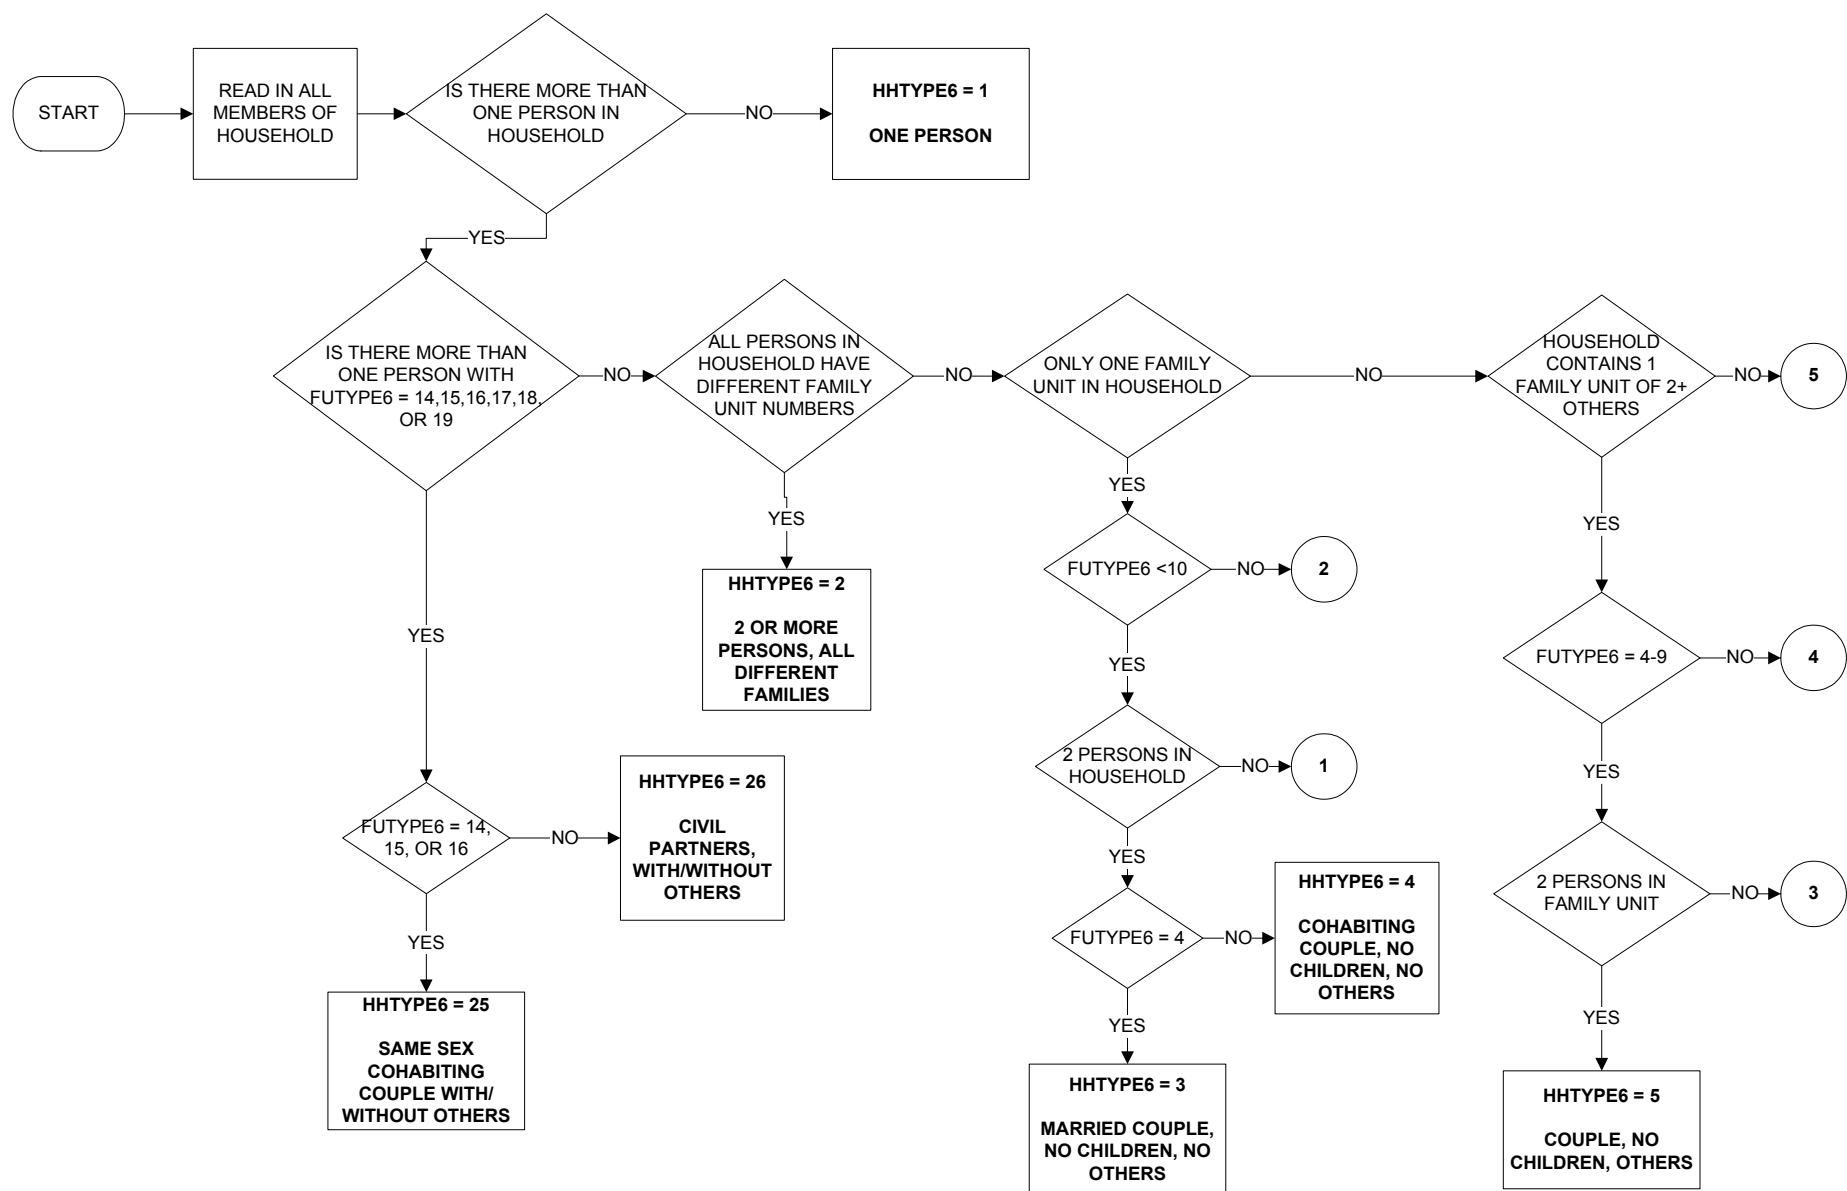 START
READ IN ALL
MEMBERS OF
HOUSEHOLD
IS THERE MORE THAN
ONE PERSON IN
HOUSEHOLD
NO
HHTYPE6 = 1
ONE PERSON
YES
IS THERE MORE THAN
ONE PERSON WITH
FUTYPE6 = 14,15,16,17,18,
OR 19
NO
ALL PERSONS IN
HOUSEHOLD HAVE
DIFFERENT FAMILY
UNIT NUMBERS
NO
ONLY ONE FAMILY
UNIT IN HOUSEHOLD
NO
HOUSEHOLD
CONTAINS 1
FAMILY UNIT OF 2+
OTHERS
NO
5
YES
YES
YES
YES
HHTYPE6 = 2
2 OR MORE
PERSONS, ALL
DIFFERENT
FAMILIES
FUTYPE6 <10
NO
2
YES
FUTYPE6 = 4-9
NO
4
YES
2 PERSONS IN
HOUSEHOLD
NO
1
YES
FUTYPE6 = 14,
15, OR 16
NO
HHTYPE6 = 26
CIVIL
PARTNERS,
WITH/WITHOUT
OTHERS
YES
HHTYPE6 = 25
SAME SEX
COHABITING
COUPLE WITH/
WITHOUT OTHERS
FUTYPE6 = 4
NO
HHTYPE6 = 4
COHABITING
COUPLE, NO
CHILDREN, NO
OTHERS
YES
HHTYPE6 = 3
MARRIED COUPLE,
NO CHILDREN, NO
OTHERS
2 PERSONS IN
FAMILY UNIT
NO
3
YES
HHTYPE6 = 5
COUPLE, NO
CHILDREN, OTHERS